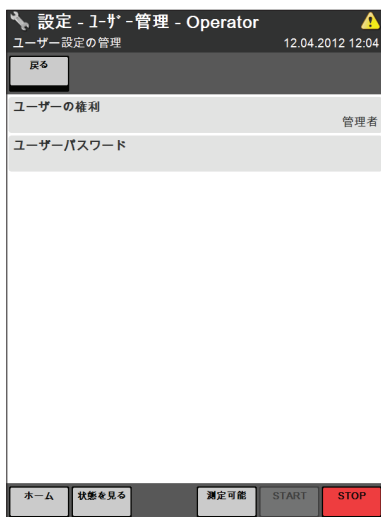 設定 - ﾕｰｻﾞｰ管理 - Operator
ユーザー設定の管理 12.04.2012 12:04
戻る
ユーザーの権利
管理者
ユーザーパスワード
ホーム 状態を見る 測定可能 START STOP